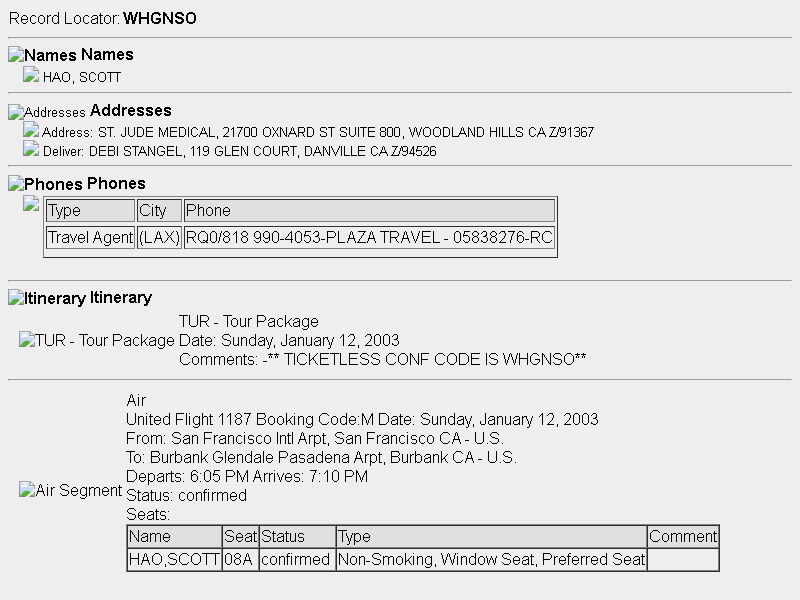 Record Locator: WHGNSO
Names Names
HAO, SCOTT
Addresses Addresses
Address: ST. JUDE MEDICAL, 21700 OXNARD ST SUITE 800, WOODLAND HILLS CA Z/91367
Deliver: DEBI STANGEL, 119 GLEN COURT, DANVILLE CA Z/94526
Phones Phones
Type City Phone
Travel Agent (LAX) RQ0/818 990-4053-PLAZA TRAVEL - 05838276-RC
Itinerary Itinerary
TUR - Tour Package
TUR - Tour Package Date: Sunday, January 12, 2003
Comments: -** TICKETLESS CONF CODE IS WHGNSO**
Air
United Flight 1187 Booking Code:M Date: Sunday, January 12, 2003
From: San Francisco Intl Arpt, San Francisco CA - U.S.
To: Burbank Glendale Pasadena Arpt, Burbank CA - U.S.
Departs: 6:05 PM Arrives: 7:10 PM
Air Segment Status: confirmed
Seats:
Name Seat Status Type Comment
HAO,SCOTT 08A confirmed Non-Smoking, Window Seat, Preferred Seat